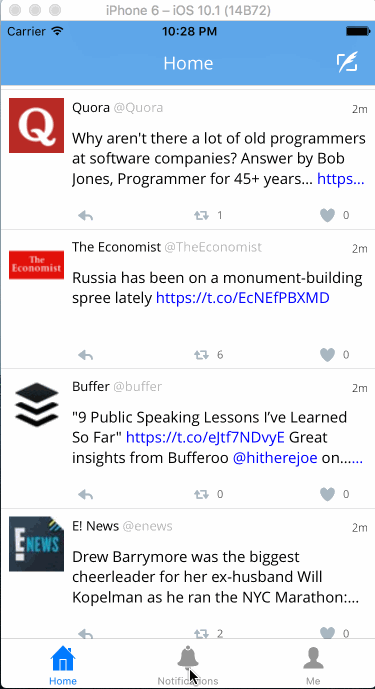 iPhone 6 – iOS 10.1 (14B72)
Carrier 10:28 PM
Home
Quora @Quora 2m
Why aren't there a lot of old programmers
at software companies? Answer by Bob
Jones, Programmer for 45+ years... https...
1 0
The Economist @TheEconomist 2m
The
Economist
Russia has been on a monument-building
spree lately https://t.co/EcNEfPBXMD
6 0
Buffer @buffer 2m
"9 Public Speaking Lessons I've Learned
So Far" https://t.co/eJtf7NDvyE Great
insights from Bufferoo @hitherejoe on......
0 0
E! News @enews 2m
E NEWS
Drew Barrymore was the biggest
cheerleader for her ex-husband Will
Kopelman as he ran the NYC Marathon:...
2 0
Home Notifications Me